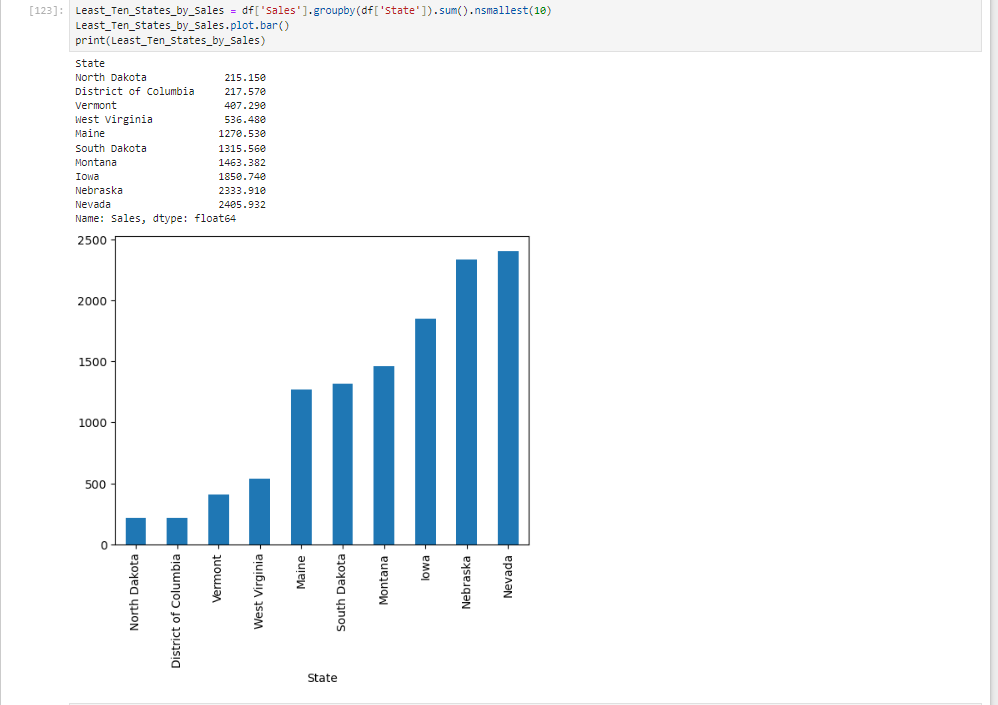 [123]: Least_Ten_States_by_Sales = df['Sales'].groupby(df['State']).sum().nsmallest(10)
Least_Ten_States_by_Sales.plot.bar()
print(Least_Ten_States_by_Sales)
State
North Dakota 215.150
District of Columbia 217.570
Vermont 407.290
West Virginia 536.480
Maine 1270.530
South Dakota 1315.560
Montana 1463.382
Iowa 1850.740
Nebraska 2333.910
Nevada 2405.932
Name: Sales, dtype: float64
2500
2000
1500
1000
500
0
North Dakota
District of Columbia
Vermont
West Virginia
Maine
South Dakota
Montana
Iowa
Nebraska
Nevada
State